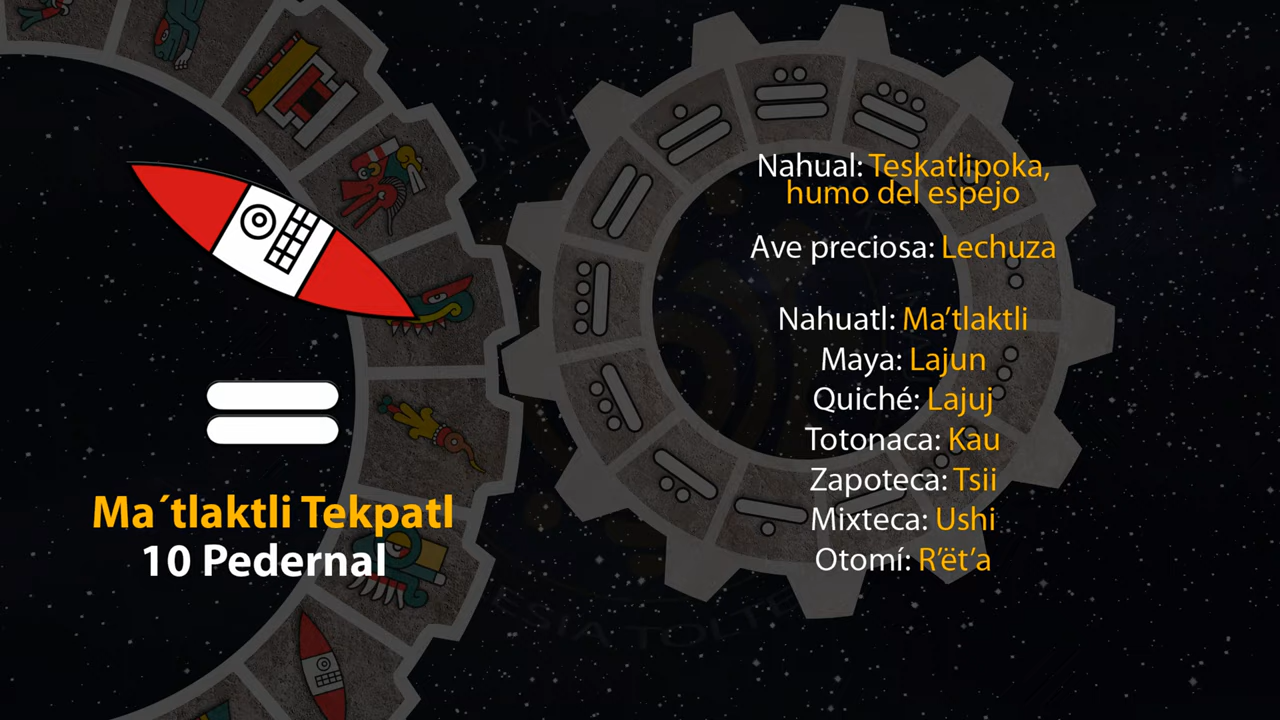 Ma´tlaktli Tekpatl
10 Pedernal
Nahual: Teskatlipoka,
humo del espejo
Ave preciosa: Lechuza
Nahuatl: Ma’tlaktli
Maya: Lajun
Quiché: Lajuj
Totonaca: Kau
Zapoteca: Tsii
Mixteca: Ushi
Otomí: R’ët’a